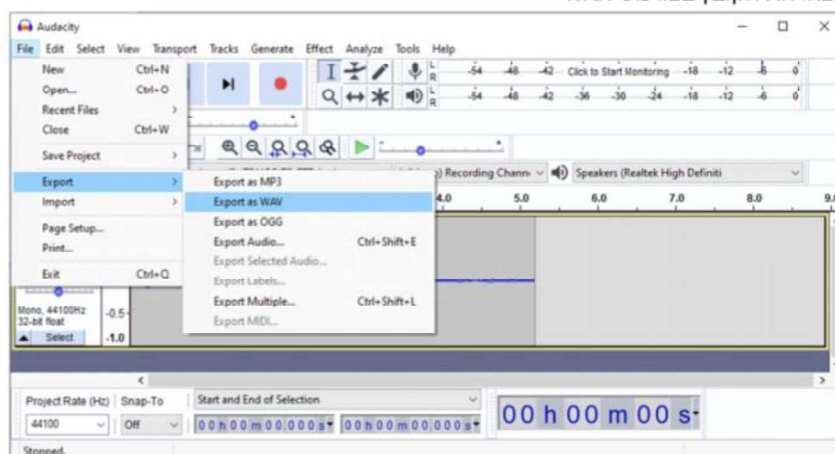 Audacity
File Edit Select View Transport Tracks Generate Effect Analyze Tools Help
New Ctrl+N
Open... Ctrl+O
Recent Files
Close Ctrl+W
Save Project
Export
Import
Page Setup...
Print...
Exit Ctrl+Q
Export as MP3
Export as WAV
Export as OGG
Export Audio... Ctrl+Shift+E
Export Selected Audio...
Export Labels...
Export Multiple... Ctrl+Shift+L
Export MIDI...
L R -54 -48 -42 Click to Start Monitoring -18 -12 -6 0
L R -54 -48 -42 -36 -30 -24 -18 -12 -6 0
Recording Chann Speakers (Realtek High Definiti
4.0 5.0 6.0 7.0 8.0 9.
Mono, 44100Hz
32-bit float
Select
-0.5
-1.0
Project Rate (Hz) Snap-To Start and End of Selection
44100 Off 00 h 00 m 00.000 s 00 h 00 m 00.000 s 00 h 00 m 00 s
Stopped.